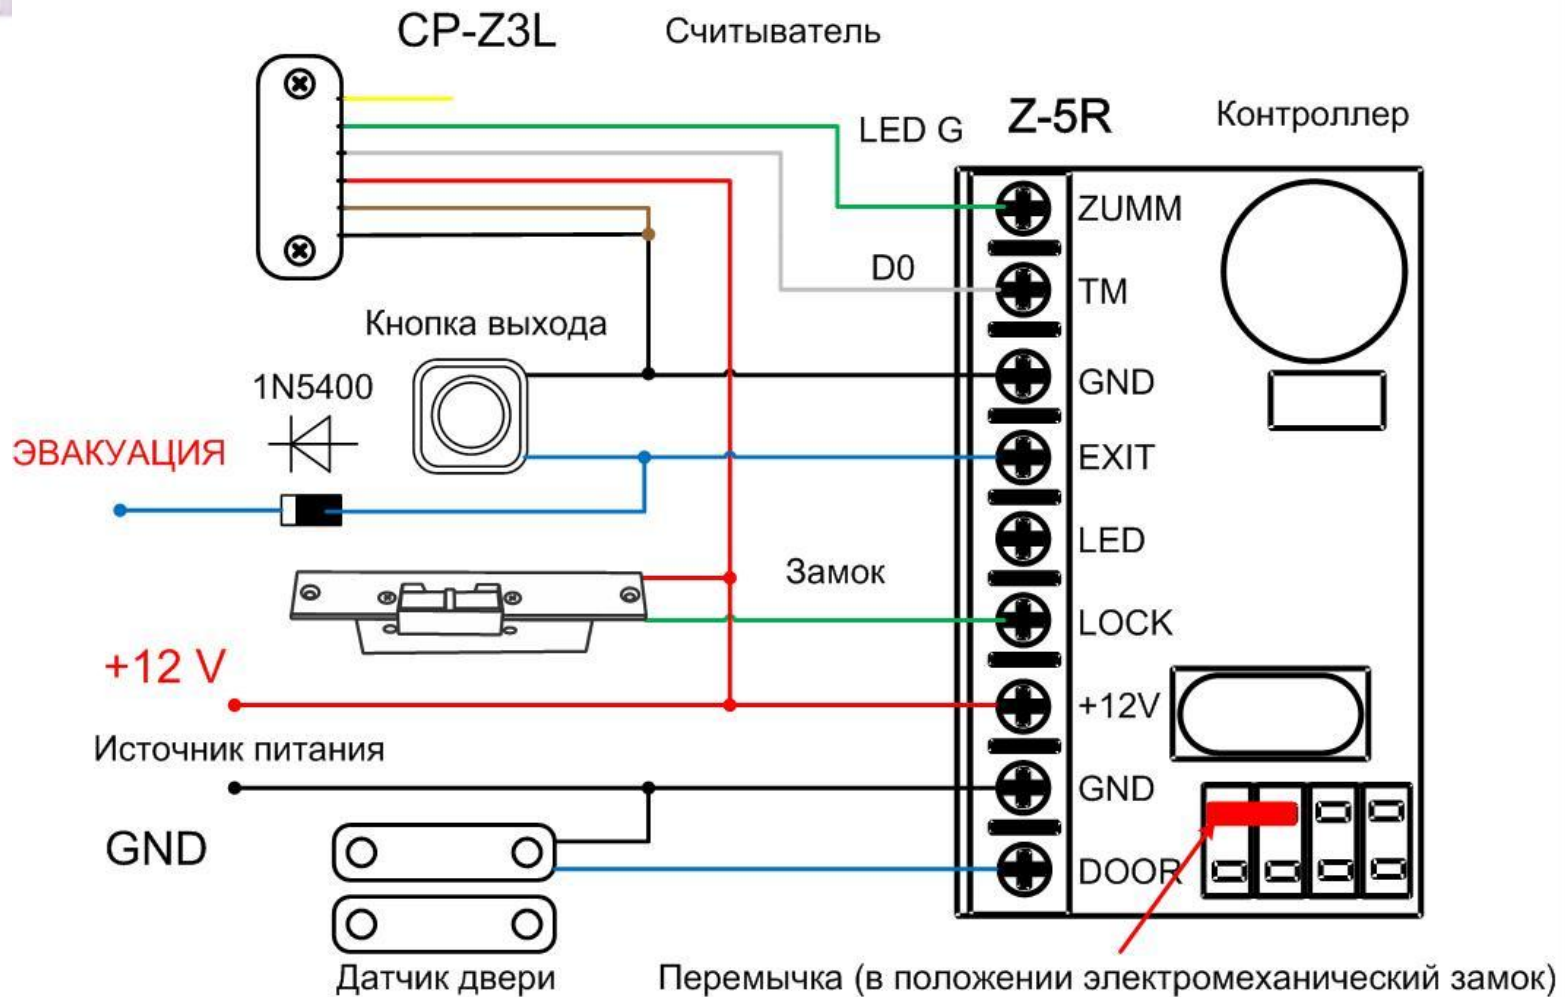 CP-Z3L
Считыватель
LED G
Z-5R
Контроллер
ZUMM
D0
TM
Кнопка выхода
GND
1N5400
ЭВАКУАЦИЯ
EXIT
LED
Замок
LOCK
+12 V
+12V
Источник питания
GND
GND
DOOR
Датчик двери
Перемычка (в положении электромеханический замок)